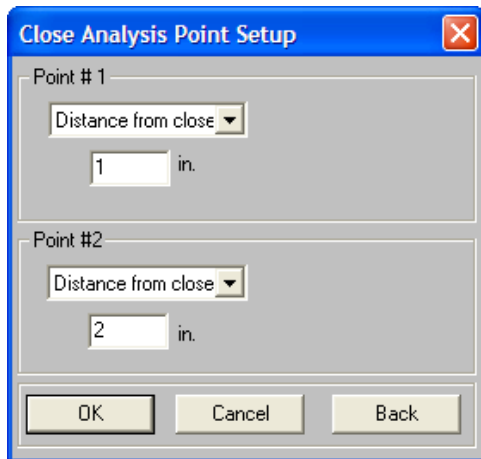 Close Analysis Point Setup
Point # 1
Distance from close
1 in.
Point #2
Distance from close
2 in.
OK Cancel Back